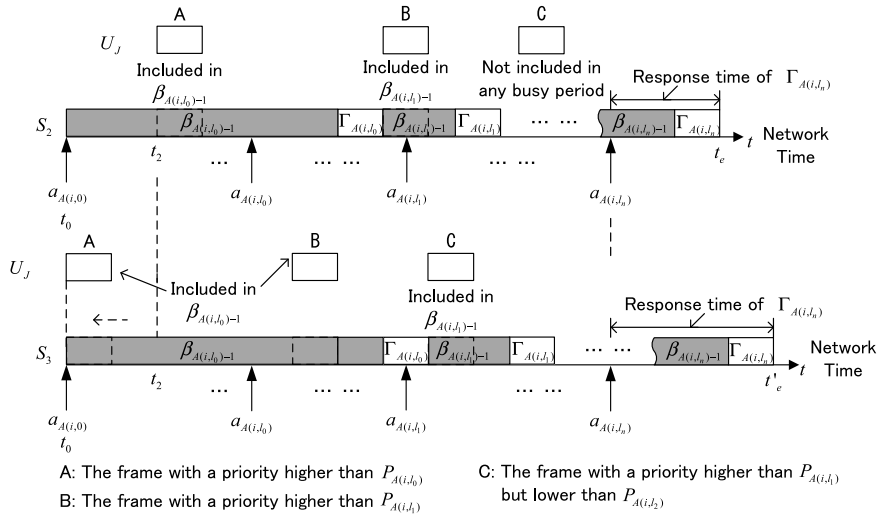 A B C
U_J
Included in β_{A(i,l_0)−1}
Included in β_{A(i,l_1)−1}
Not included in any busy period
Response time of Γ_{A(i,l_n)}
S_2 β_{A(i,l_0)−1} Γ_{A(i,l_0)} β_{A(i,l_1)−1} Γ_{A(i,l_1)} ... ... β_{A(i,l_n)−1} Γ_{A(i,l_n)}
t_2 ... ... ... ... ... ... t_e t Network Time
a_{A(i,0)} a_{A(i,l_0)} a_{A(i,l_1)} a_{A(i,l_n)}
t_0
A B C
U_J
Included in β_{A(i,l_0)−1}
Included in β_{A(i,l_1)−1}
Response time of Γ_{A(i,l_n)}
S_3 β_{A(i,l_0)−1} Γ_{A(i,l_0)} Γ_{A(i,l_1)} ... ... β_{A(i,l_n)−1} Γ_{A(i,l_n)}
t_2 ... ... ... ... ... ... t'_e t Network Time
a_{A(i,0)} a_{A(i,l_0)} a_{A(i,l_1)} a_{A(i,l_n)}
t_0
A: The frame with a priority higher than P_{A(i,l_0)}
B: The frame with a priority higher than P_{A(i,l_1)}
C: The frame with a priority higher than P_{A(i,l_1)}
but lower than P_{A(i,l_2)}